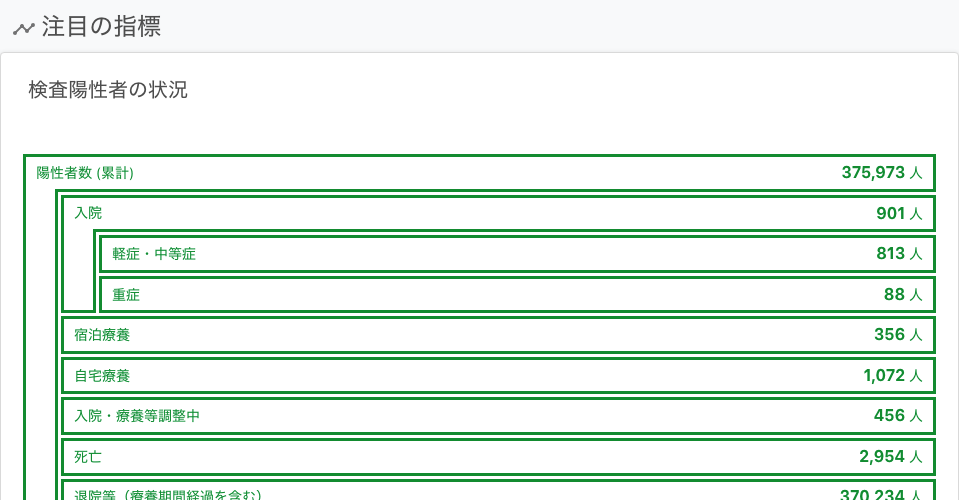 注目の指標
検査陽性者の状況
陽性者数 (累計) 375,973 人
入院 901 人
軽症・中等症 813 人
重症 88 人
宿泊療養 356 人
自宅療養 1,072 人
入院・療養等調整中 456 人
死亡 2,954 人
退院等（療養期間経過を含む） 370,234 人